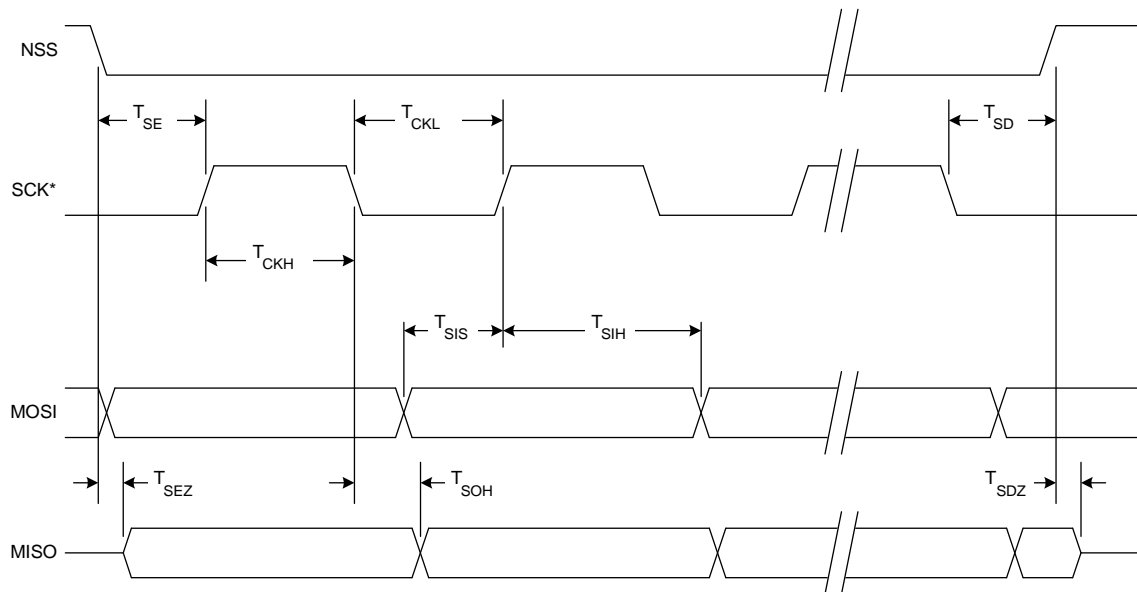 NSS
T_SE
T_CKL
T_SD
SCK*
T_CKH
T_SIS
T_SIH
MOSI
T_SEZ
T_SOH
T_SDZ
MISO